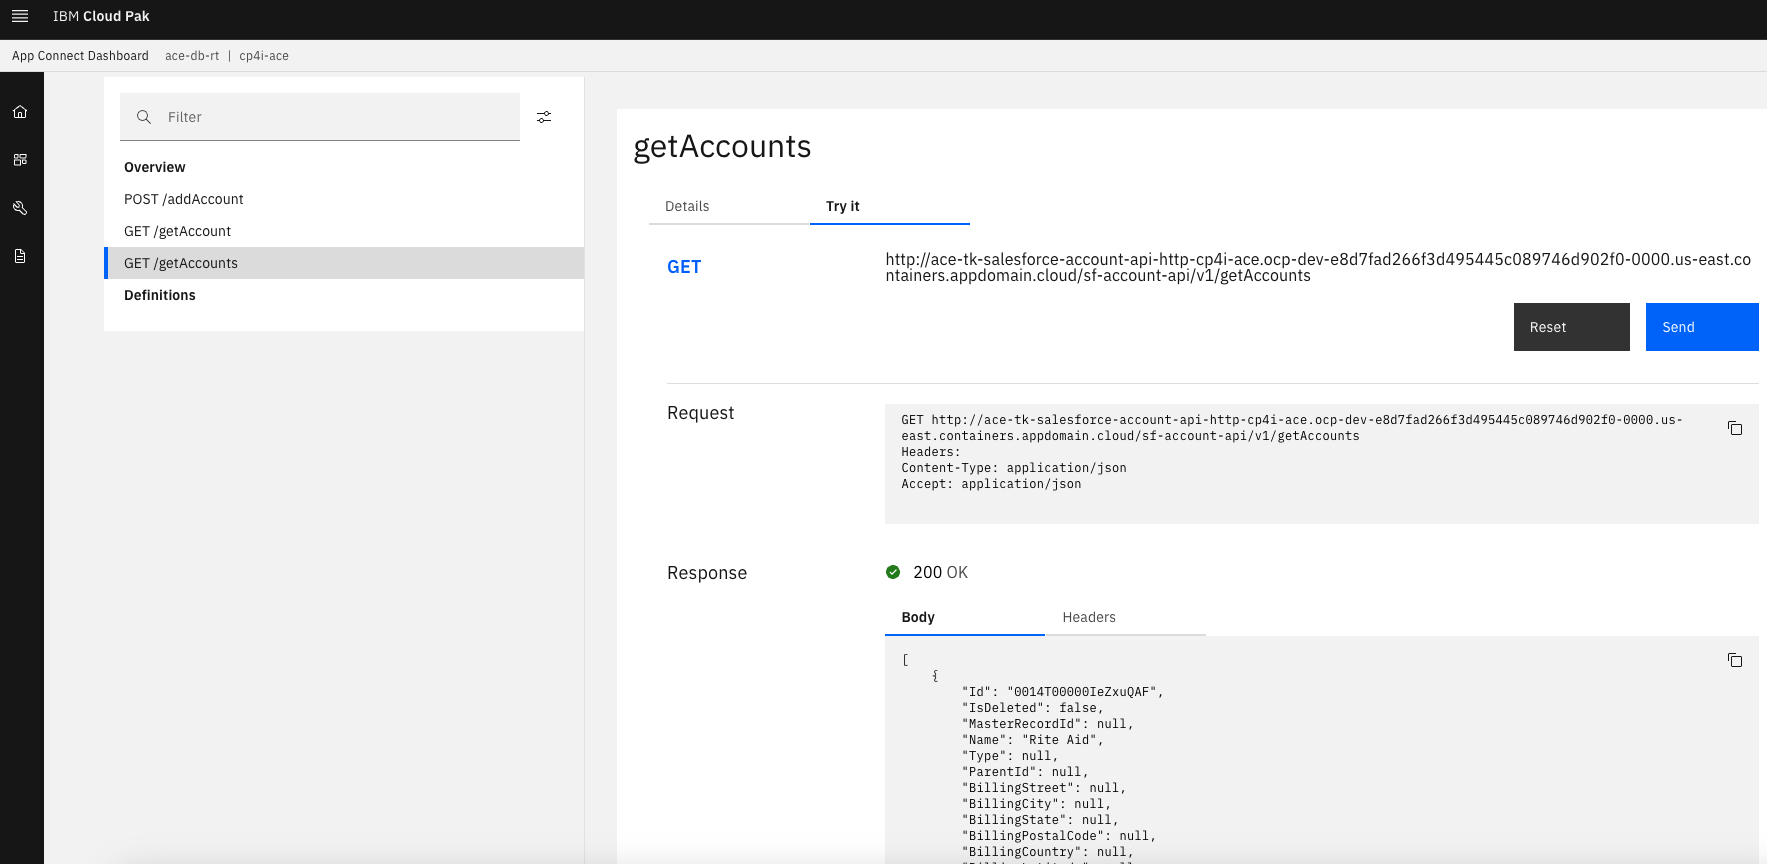 IBM Cloud Pak
App Connect Dashboard ace-db-rt | cp4i-ace
Filter
Overview
POST /addAccount
GET /getAccount
GET /getAccounts
Definitions
getAccounts
Details Try it
GET
http://ace-tk-salesforce-account-api-http-cp4i-ace.ocp-dev-e8d7fad266f3d495445c089746d902f0-0000.us-east.co
ntainers.appdomain.cloud/sf-account-api/v1/getAccounts
Reset Send
Request
GET http://ace-tk-salesforce-account-api-http-cp4i-ace.ocp-dev-e8d7fad266f3d495445c089746d902f0-0000.us-
east.containers.appdomain.cloud/sf-account-api/v1/getAccounts
Headers:
Content-Type: application/json
Accept: application/json
Response
200 OK
Body Headers
[
{
"Id": "0014T00000IeZxuQAF",
"IsDeleted": false,
"MasterRecordId": null,
"Name": "Rite Aid",
"Type": null,
"ParentId": null,
"BillingStreet": null,
"BillingCity": null,
"BillingState": null,
"BillingPostalCode": null,
"BillingCountry": null,